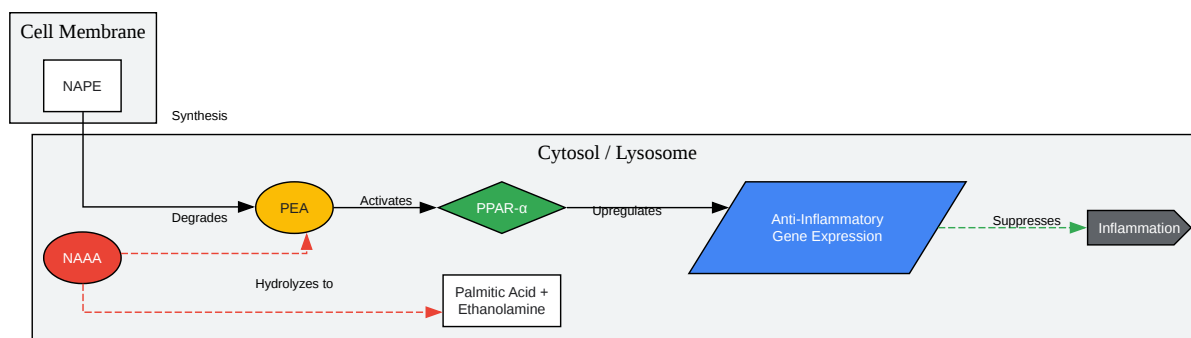 Cell Membrane
NAPE
Synthesis
Cytosol / Lysosome
Degrades
PEA
Activates
PPAR-α
Upregulates
Anti-Inflammatory
Gene Expression
Suppresses
Inflammation
NAAA
Hydrolyzes to
Palmitic Acid +
Ethanolamine